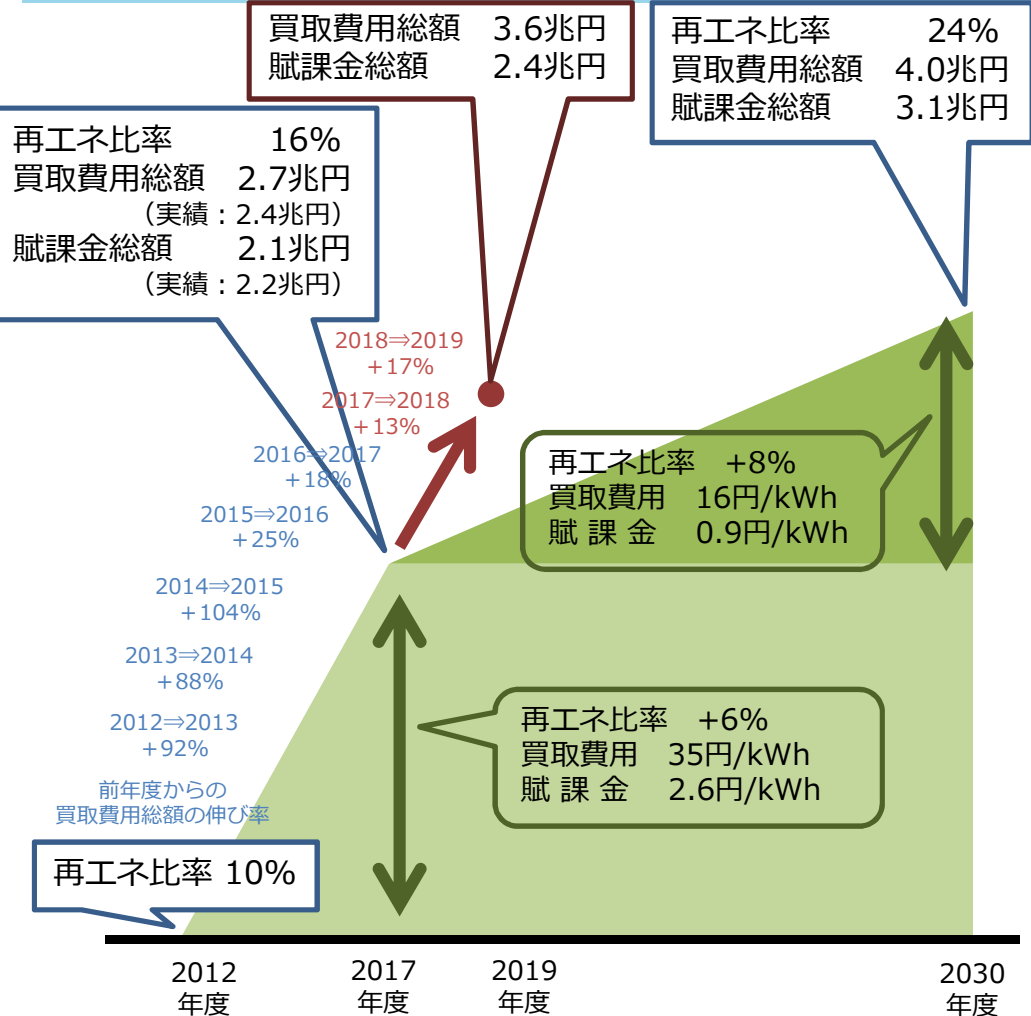 買取費用総額 3.6兆円
賦課金総額 2.4兆円
再エネ比率 24%
買取費用総額 4.0兆円
賦課金総額 3.1兆円
再エネ比率 16%
買取費用総額 2.7兆円
（実績：2.4兆円）
賦課金総額 2.1兆円
（実績：2.2兆円）
2018⇒2019
+17%
2017⇒2018
+13%
2016⇒2017
+18%
2015⇒2016
+25%
2014⇒2015
+104%
2013⇒2014
+88%
2012⇒2013
+92%
前年度からの
買取費用総額の伸び率
再エネ比率 +8%
買取費用 16円/kWh
賦 課 金 0.9円/kWh
再エネ比率 +6%
買取費用 35円/kWh
賦 課 金 2.6円/kWh
再エネ比率 10%
2012
年度
2017
年度
2019
年度
2030
年度